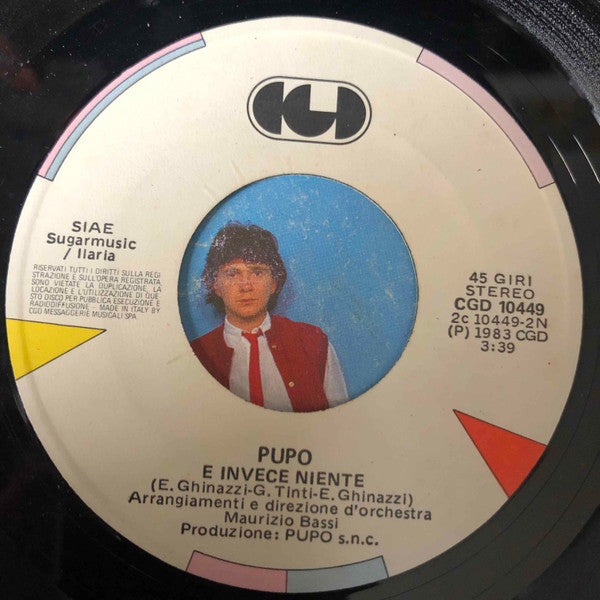 CGD
SIAE
Sugarmusic
/ Ilaria
RISERVATI TUTTI I DIRITTI SULLA REGI
STRAZIONE E SULL'OPERA REGISTRATA.
SONO VIETATE LA DUPLICAZIONE, LA
LOCAZIONE E L'UTILIZZAZIONE DI QUE
STO DISCO PER PUBBLICA ESECUZIONE E
RADIODIFFUSIONE - MADE IN ITALY BY
CGD MESSAGGERIE MUSICALI SPA
45 GIRI
STEREO
CGD 10449
2c 10449-2N
(P) 1983 CGD
3:39
PUPO
E INVECE NIENTE
(E. Ghinazzi-G. Tinti-E. Ghinazzi)
Arrangiamenti e direzione d'orchestra
Maurizio Bassi
Produzione: PUPO s.n.c.